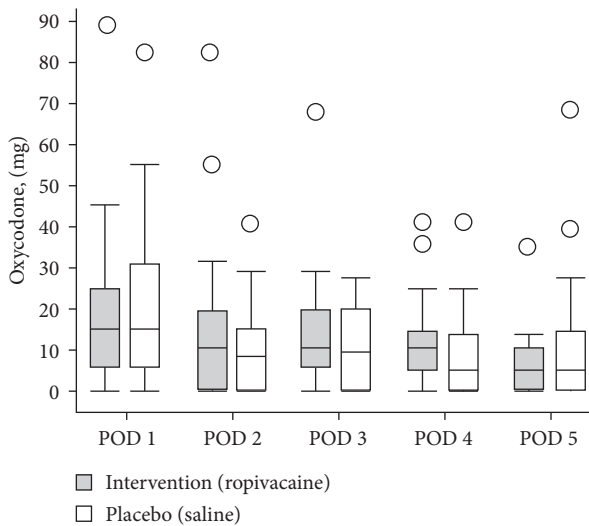 90
80
70
60
50
40
30
20
10
0
Oxycodone, (mg)
POD 1 POD 2 POD 3 POD 4 POD 5
Intervention (ropivacaine)
Placebo (saline)